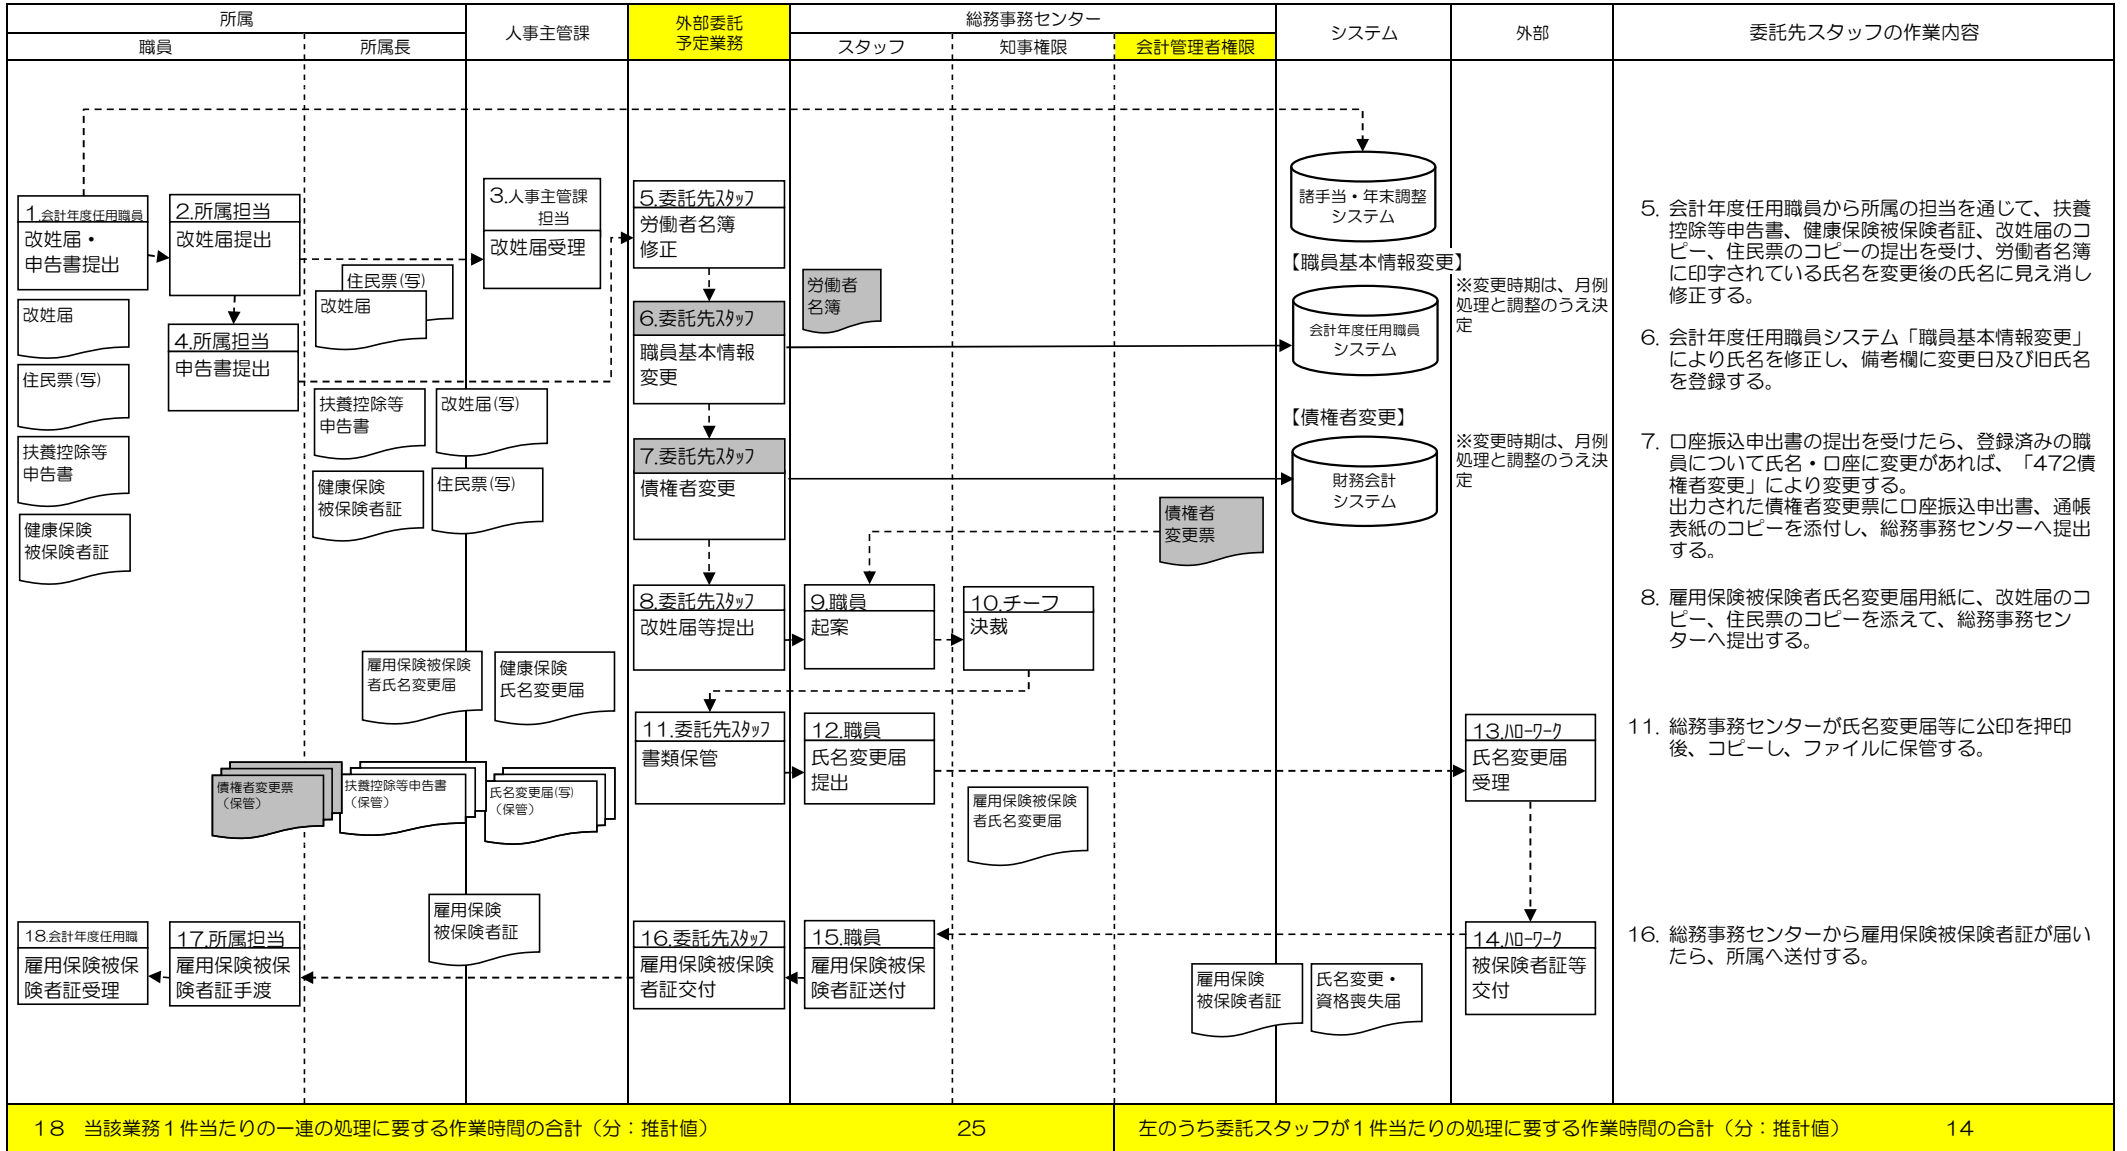 所属
人事主管課
外部委託
予定業務
総務事務センター
システム
外部
委託先スタッフの作業内容
職員
所属長
スタッフ
知事権限
会計管理者権限
1.会計年度任用職員
改姓届・
申告書提出
2.所属担当
改姓届提出
3.人事主管課
担当
改姓届受理
5.委託先ｽﾀｯﾌ
労働者名簿
修正
諸手当・年末調整
システム
【職員基本情報変更】
※変更時期は、月例
処理と調整のうえ決
定
会計年度任用職員
システム
改姓届
住民票(写)
扶養控除等
申告書
健康保険
被保険者証
4.所属担当
申告書提出
住民票(写)
改姓届
扶養控除等
申告書
改姓届(写)
健康保険
被保険者証
住民票(写)
6.委託先ｽﾀｯﾌ
職員基本情報
変更
労働者
名簿
7.委託先ｽﾀｯﾌ
債権者変更
【債権者変更】
※変更時期は、月例
処理と調整のうえ決
定
財務会計
システム
債権者
変更票
8.委託先ｽﾀｯﾌ
改姓届等提出
9.職員
起案
10.チーフ
決裁
雇用保険被保険
者氏名変更届
健康保険
氏名変更届
11.委託先ｽﾀｯﾌ
書類保管
12.職員
氏名変更届
提出
13.ﾊﾛｰﾜｰｸ
氏名変更届
受理
債権者変更票
（保管）
扶養控除等申告書
（保管）
氏名変更届(写)
（保管）
雇用保険被保険
者氏名変更届
18.会計年度任用職
雇用保険被保
険者証受理
17.所属担当
雇用保険被保
険者証手渡
雇用保険
被保険者証
16.委託先ｽﾀｯﾌ
雇用保険被保険
者証交付
15.職員
雇用保険被保
険者証送付
14.ﾊﾛｰﾜｰｸ
被保険者証等
交付
雇用保険
被保険者証
氏名変更・
資格喪失届
5. 会計年度任用職員から所属の担当を通じて、扶養
控除等申告書、健康保険被保険者証、改姓届のコ
ピー、住民票のコピーの提出を受け、労働者名簿
に印字されている氏名を変更後の氏名に見え消し
修正する。
6. 会計年度任用職員システム「職員基本情報変更」
により氏名を修正し、備考欄に変更日及び旧氏名
を登録する。
7. 口座振込申出書の提出を受けたら、登録済みの職
員について氏名・口座に変更があれば、「472債
権者変更」により変更する。
出力された債権者変更票に口座振込申出書、通帳
表紙のコピーを添付し、総務事務センターへ提出
する。
8. 雇用保険被保険者氏名変更届用紙に、改姓届のコ
ピー、住民票のコピーを添えて、総務事務セン
ターへ提出する。
11. 総務事務センターが氏名変更届等に公印を押印
後、コピーし、ファイルに保管する。
16. 総務事務センターから雇用保険被保険者証が届い
たら、所属へ送付する。
18 当該業務１件当たりの一連の処理に要する作業時間の合計（分：推計値） 25
左のうち委託スタッフが１件当たりの処理に要する作業時間の合計（分：推計値） 14